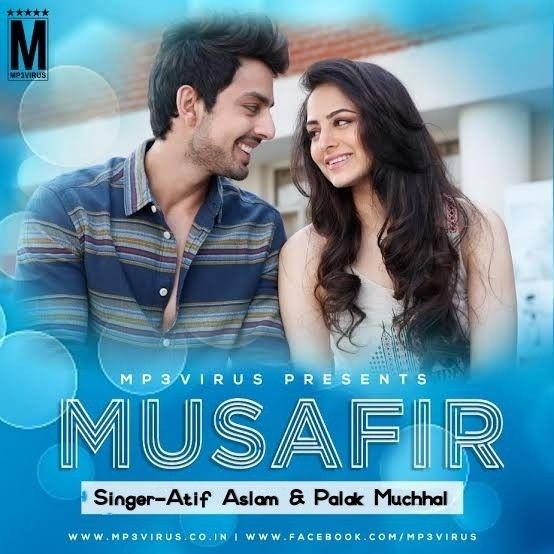 ★★★★★
M
MP3VIRUS
MP3VIRUS PRESENTS
MUSAFIR
Singer-Atif Aslam & Palak Muchhal
WWW.MP3VIRUS.CO.IN | WWW.FACEBOOK.COM/MP3VIRUS